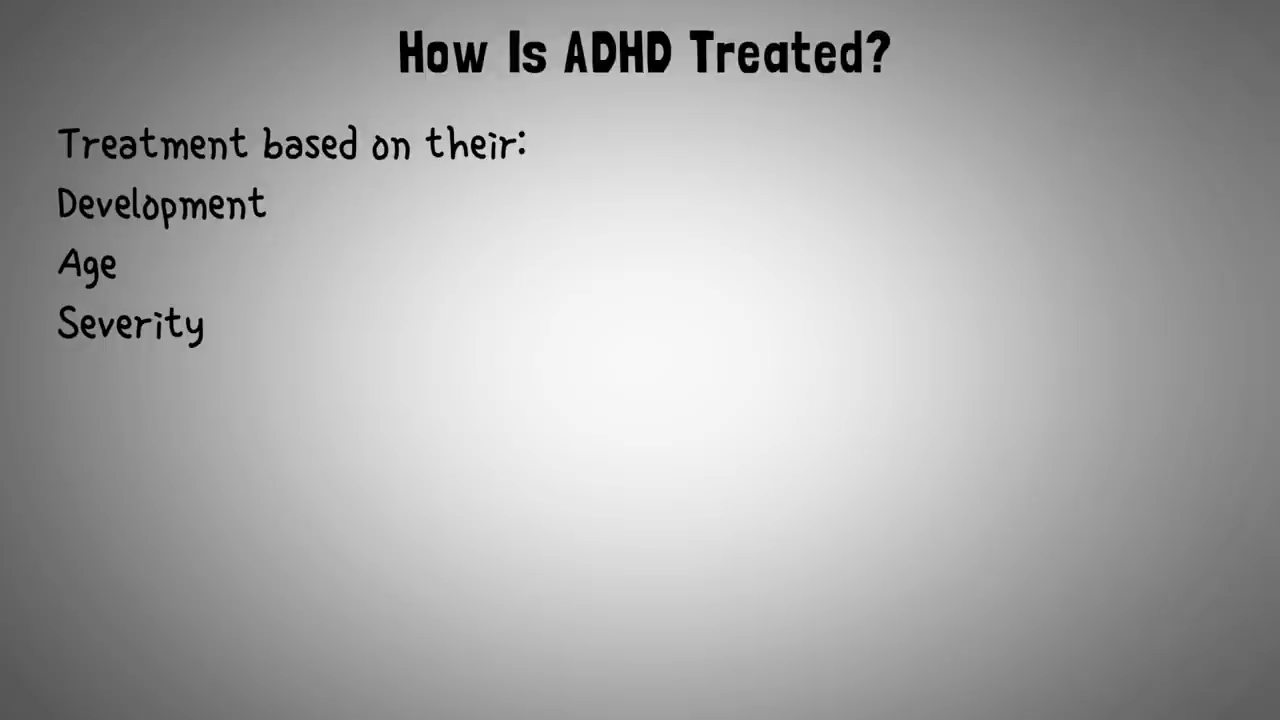 How Is ADHD Treated?
Treatment based on their:
Development
Age
Severity